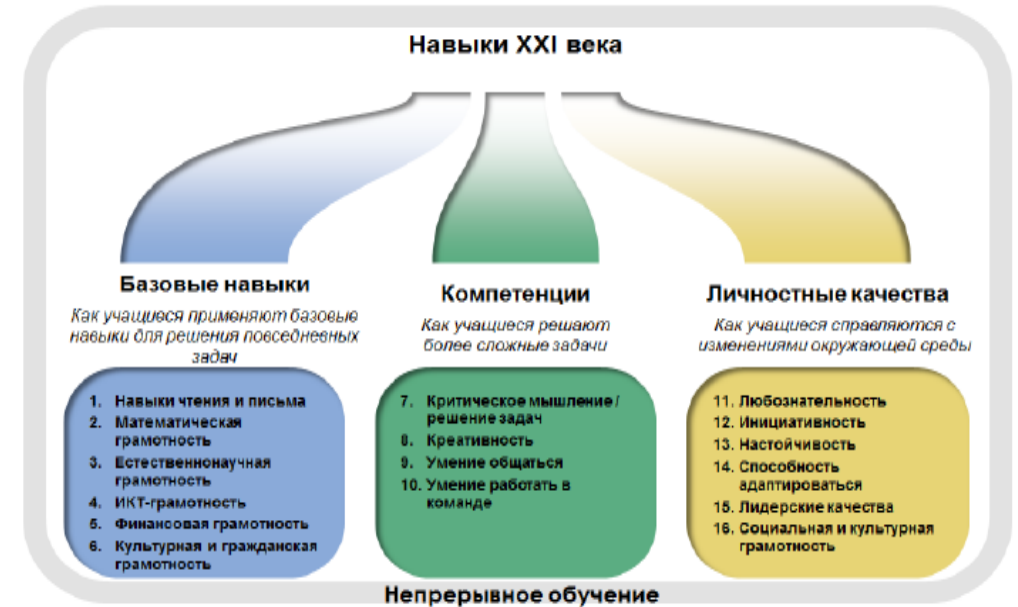 Навыки XXI века
Базовые навыки
Как учащиеся применяют базовые
навыки для решения повседневных
задач
1. Навыки чтения и письма
2. Математическая
грамотность
3. Естественнонаучная
грамотность
4. ИКТ-грамотность
5. Финансовая грамотность
6. Культурная и гражданская
грамотность
Компетенции
Как учащиеся решают
более сложные задачи
7. Критическое мышление /
решение задач
8. Креативность
9. Умение общаться
10. Умение работать в
команде
Личностные качества
Как учащиеся справляются с
изменениями окружающей среды
11. Любознательность
12. Инициативность
13. Настойчивость
14. Способность
адаптироваться
15. Лидерские качества
16. Социальная и культурная
грамотность
Непрерывное обучение